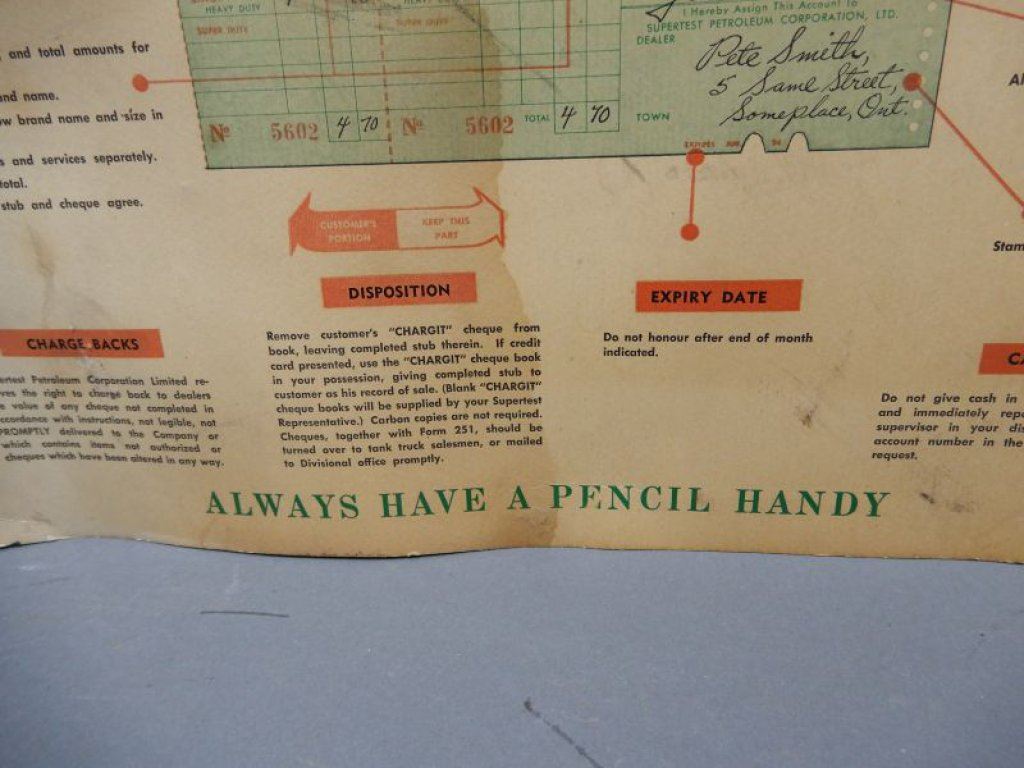 HEAVY DUTY
SUPER DUTY
SUPER DUTY
I Hereby Assign This Account To
SUPERTEST PETROLEUM CORPORATION, LTD.
DEALER
Pete Smith,
5 Same Street,
Someplace, Ont.
TOWN
No 5602 4 70 No 5602 TOTAL 4 70
EXPIRES
and total amounts for
name.
brand name and size in
and services separately.
total.
stub and cheque agree.
CUSTOMER'S PORTION
KEEP THIS PART
DISPOSITION
Remove customer's "CHARGIT" cheque from
book, leaving completed stub therein. If credit
card presented, use the "CHARGIT" cheque book
in your possession, giving completed stub to
customer as his record of sale. (Blank "CHARGIT"
cheque books will be supplied by your Supertest
Representative.) Carbon copies are not required.
Cheques, together with Form 251, should be
turned over to tank truck salesmen, or mailed
to Divisional office promptly.
EXPIRY DATE
Do not honour after end of month
indicated.
CHARGE BACKS
Petroleum Corporation Limited re-
the right to charge back to dealers
value of any cheque not completed in
accordance with instructions, not legible, not
PROMPTLY delivered to the Company or
which contains items not authorized or
cheques which have been altered in any way.
Do not give cash in
and immediately
supervisor in your
account number in the
request.
ALWAYS HAVE A PENCIL HANDY